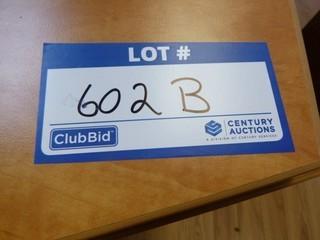 LOT #
602 B
ClubBid
CENTURY
AUCTIONS
A DIVISION OF CENTURY SERVICES